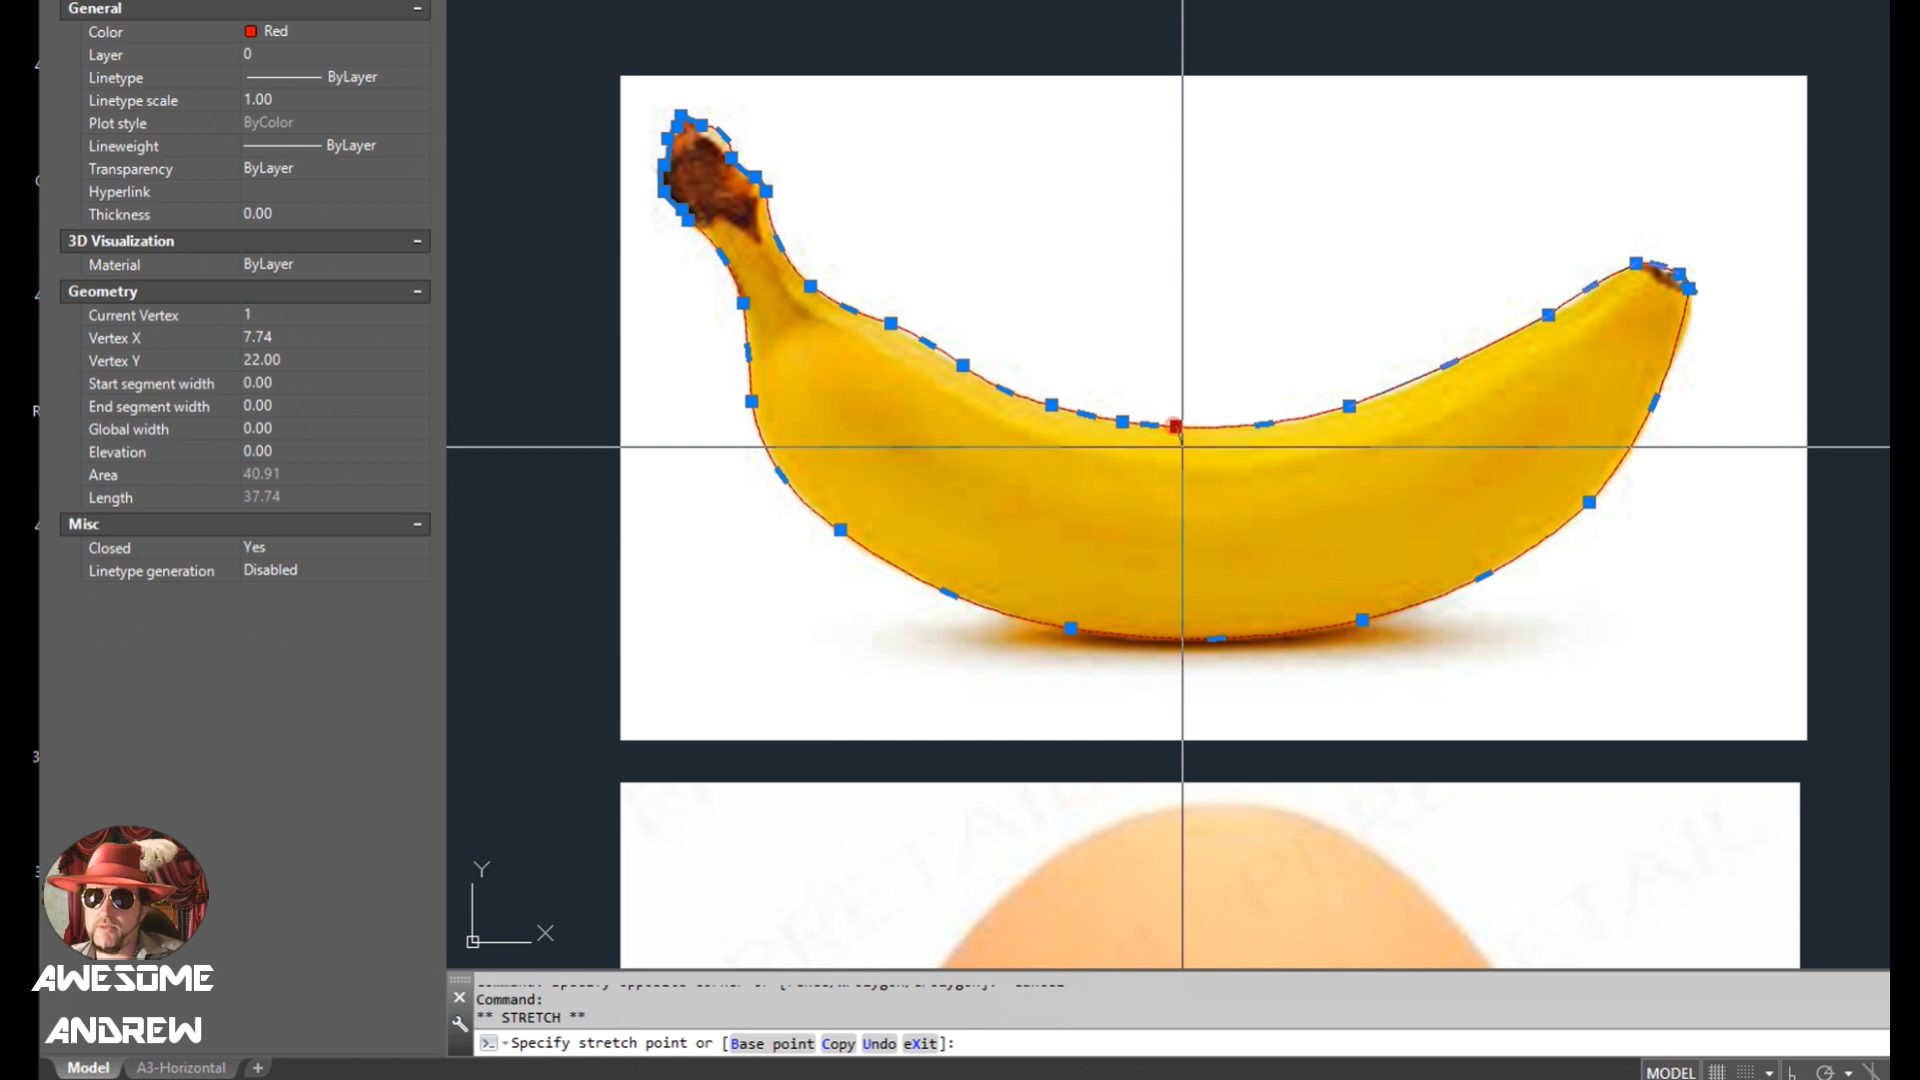 General
Color Red
Layer 0
Linetype ByLayer
Linetype scale 1.00
Plot style ByColor
Lineweight ByLayer
Transparency ByLayer
Hyperlink
Thickness 0.00
3D Visualization
Material ByLayer
Geometry
Current Vertex 1
Vertex X 7.74
Vertex Y 22.00
Start segment width 0.00
End segment width 0.00
Global width 0.00
Elevation 0.00
Area 40.91
Length 37.74
Misc
Closed Yes
Linetype generation Disabled
Y
X
AWESOME
ANDREW
Command:
** STRETCH **
Specify stretch point or [Base point Copy Undo eXit]:
Model A3-Horizontal +
MODEL